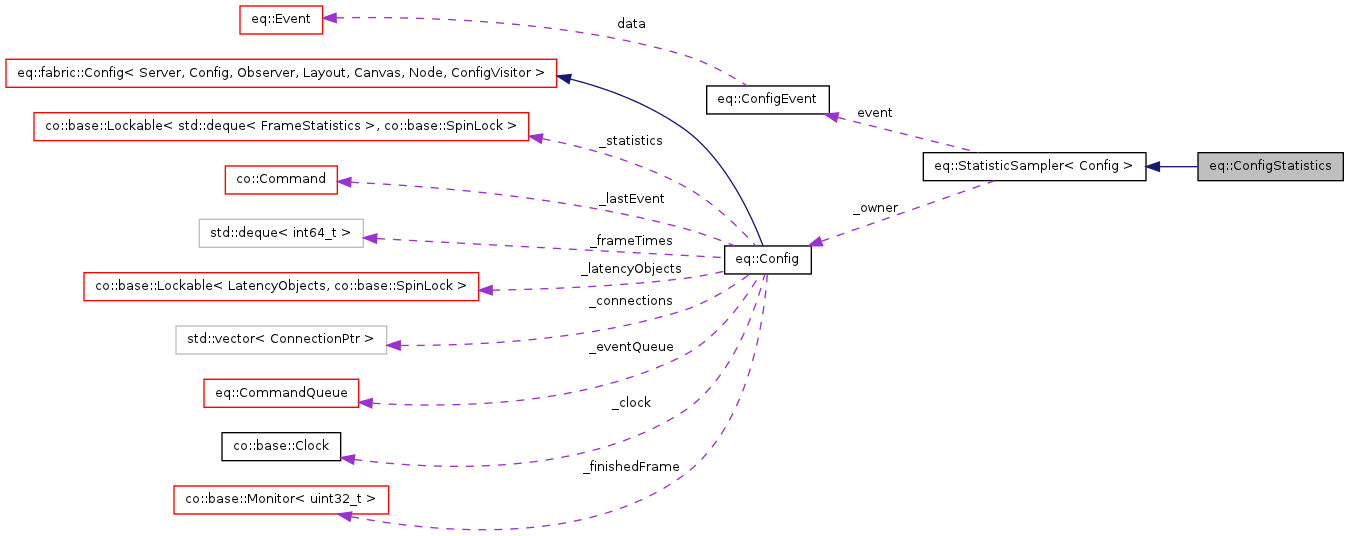 eq::Event
data
eq::fabric::Config< Server, Config, Observer, Layout, Canvas, Node, ConfigVisitor >
eq::ConfigEvent
event
co::base::Lockable< std::deque< FrameStatistics >, co::base::SpinLock >
_statistics
eq::StatisticSampler< Config >
eq::ConfigStatistics
co::Command
_lastEvent
_owner
std::deque< int64_t >
_frameTimes
eq::Config
_latencyObjects
co::base::Lockable< LatencyObjects, co::base::SpinLock >
_connections
std::vector< ConnectionPtr >
_eventQueue
eq::CommandQueue
_clock
co::base::Clock
_finishedFrame
co::base::Monitor< uint32_t >